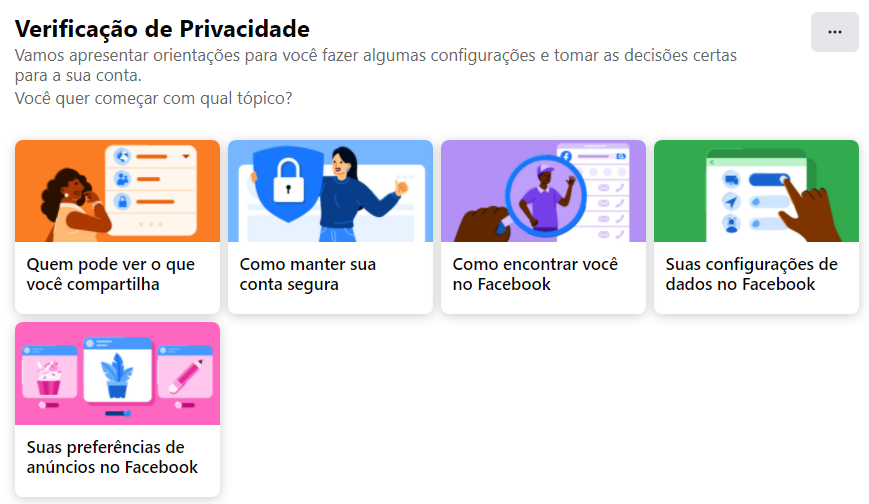 Verificação de Privacidade
Vamos apresentar orientações para você fazer algumas configurações e tomar as decisões certas
para a sua conta.
Você quer começar com qual tópico?
Quem pode ver o que
você compartilha
Como manter sua
conta segura
Como encontrar você
no Facebook
Suas configurações de
dados no Facebook
Suas preferências de
anúncios no Facebook